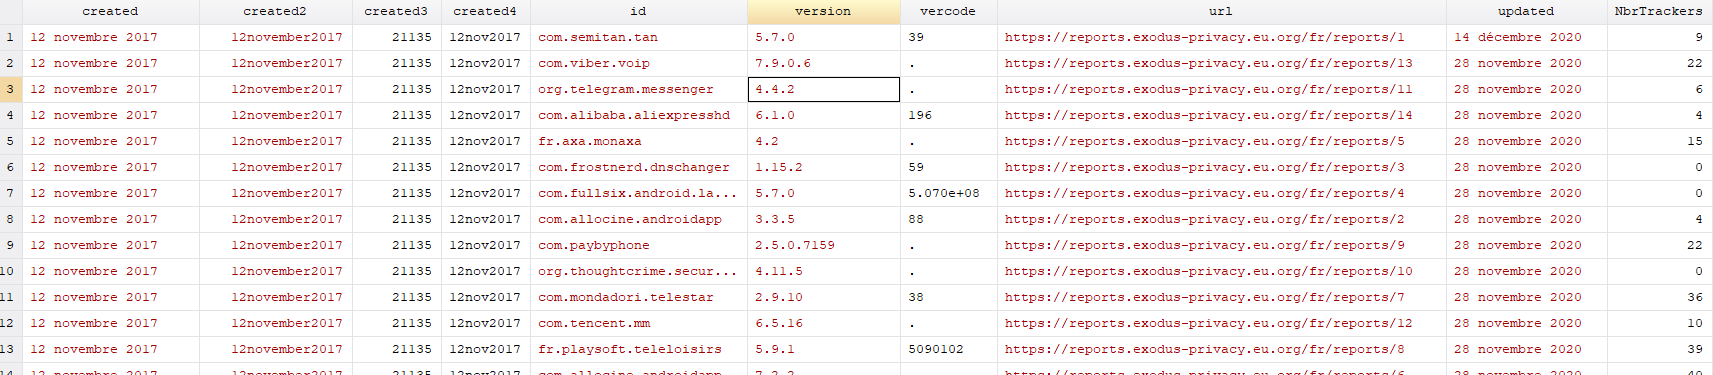 created created2 created3 created4 id version vercode url updated NbrTrackers
1 12 novembre 2017 12november2017 21135 12nov2017 com.semitan.tan 5.7.0 39 https://reports.exodus-privacy.eu.org/fr/reports/1 14 décembre 2020 9
2 12 novembre 2017 12november2017 21135 12nov2017 com.viber.voip 7.9.0.6 . https://reports.exodus-privacy.eu.org/fr/reports/13 28 novembre 2020 22
3 12 novembre 2017 12november2017 21135 12nov2017 org.telegram.messenger 4.4.2 . https://reports.exodus-privacy.eu.org/fr/reports/11 28 novembre 2020 6
4 12 novembre 2017 12november2017 21135 12nov2017 com.alibaba.aliexpresshd 6.1.0 196 https://reports.exodus-privacy.eu.org/fr/reports/14 28 novembre 2020 4
5 12 novembre 2017 12november2017 21135 12nov2017 fr.axa.monaxa 4.2 . https://reports.exodus-privacy.eu.org/fr/reports/5 28 novembre 2020 15
6 12 novembre 2017 12november2017 21135 12nov2017 com.frostnerd.dnschanger 1.15.2 59 https://reports.exodus-privacy.eu.org/fr/reports/3 28 novembre 2020 0
7 12 novembre 2017 12november2017 21135 12nov2017 com.fullsix.android.la... 5.7.0 5.070e+08 https://reports.exodus-privacy.eu.org/fr/reports/4 28 novembre 2020 0
8 12 novembre 2017 12november2017 21135 12nov2017 com.allocine.androidapp 3.3.5 88 https://reports.exodus-privacy.eu.org/fr/reports/2 28 novembre 2020 4
9 12 novembre 2017 12november2017 21135 12nov2017 com.paybyphone 2.5.0.7159 . https://reports.exodus-privacy.eu.org/fr/reports/9 28 novembre 2020 22
10 12 novembre 2017 12november2017 21135 12nov2017 org.thoughtcrime.secur... 4.11.5 . https://reports.exodus-privacy.eu.org/fr/reports/10 28 novembre 2020 0
11 12 novembre 2017 12november2017 21135 12nov2017 com.mondadori.telestar 2.9.10 38 https://reports.exodus-privacy.eu.org/fr/reports/7 28 novembre 2020 36
12 12 novembre 2017 12november2017 21135 12nov2017 com.tencent.mm 6.5.16 . https://reports.exodus-privacy.eu.org/fr/reports/12 28 novembre 2020 10
13 12 novembre 2017 12november2017 21135 12nov2017 fr.playsoft.teleloisirs 5.9.1 5090102 https://reports.exodus-privacy.eu.org/fr/reports/8 28 novembre 2020 39